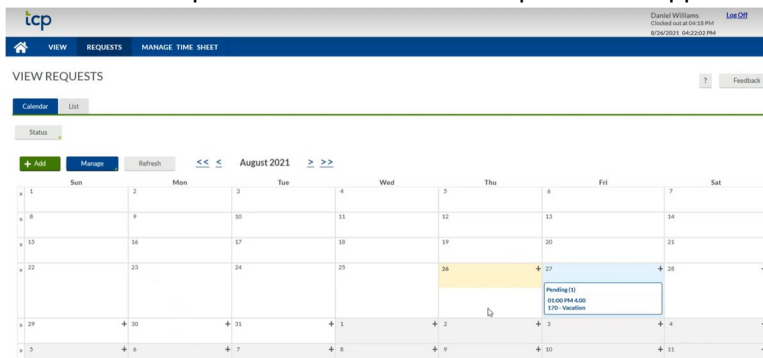 tcp
Daniel Williams
Log Off
Clocked out at 04:18 PM
8/26/2021 04:22:02 PM
VIEW
REQUESTS
MANAGE TIME SHEET
VIEW REQUESTS
?
Feedback
Calendar
List
Status
+ Add
Manage
Refresh
<< < August 2021 > >>
Sun Mon Tue Wed Thu Fri Sat
» 1 2 3 4 5 6 7
» 8 9 10 11 12 13 14
» 15 16 17 18 19 20 21
» 22 23 24 25 26 + 27 + 28
Pending (1)
01:00 PM 4.00
170 - Vacation
» 29 + 30 + 31 + 1 + 2 + 3 + 4
» 5 + 6 + 7 + 8 + 9 + 10 + 11